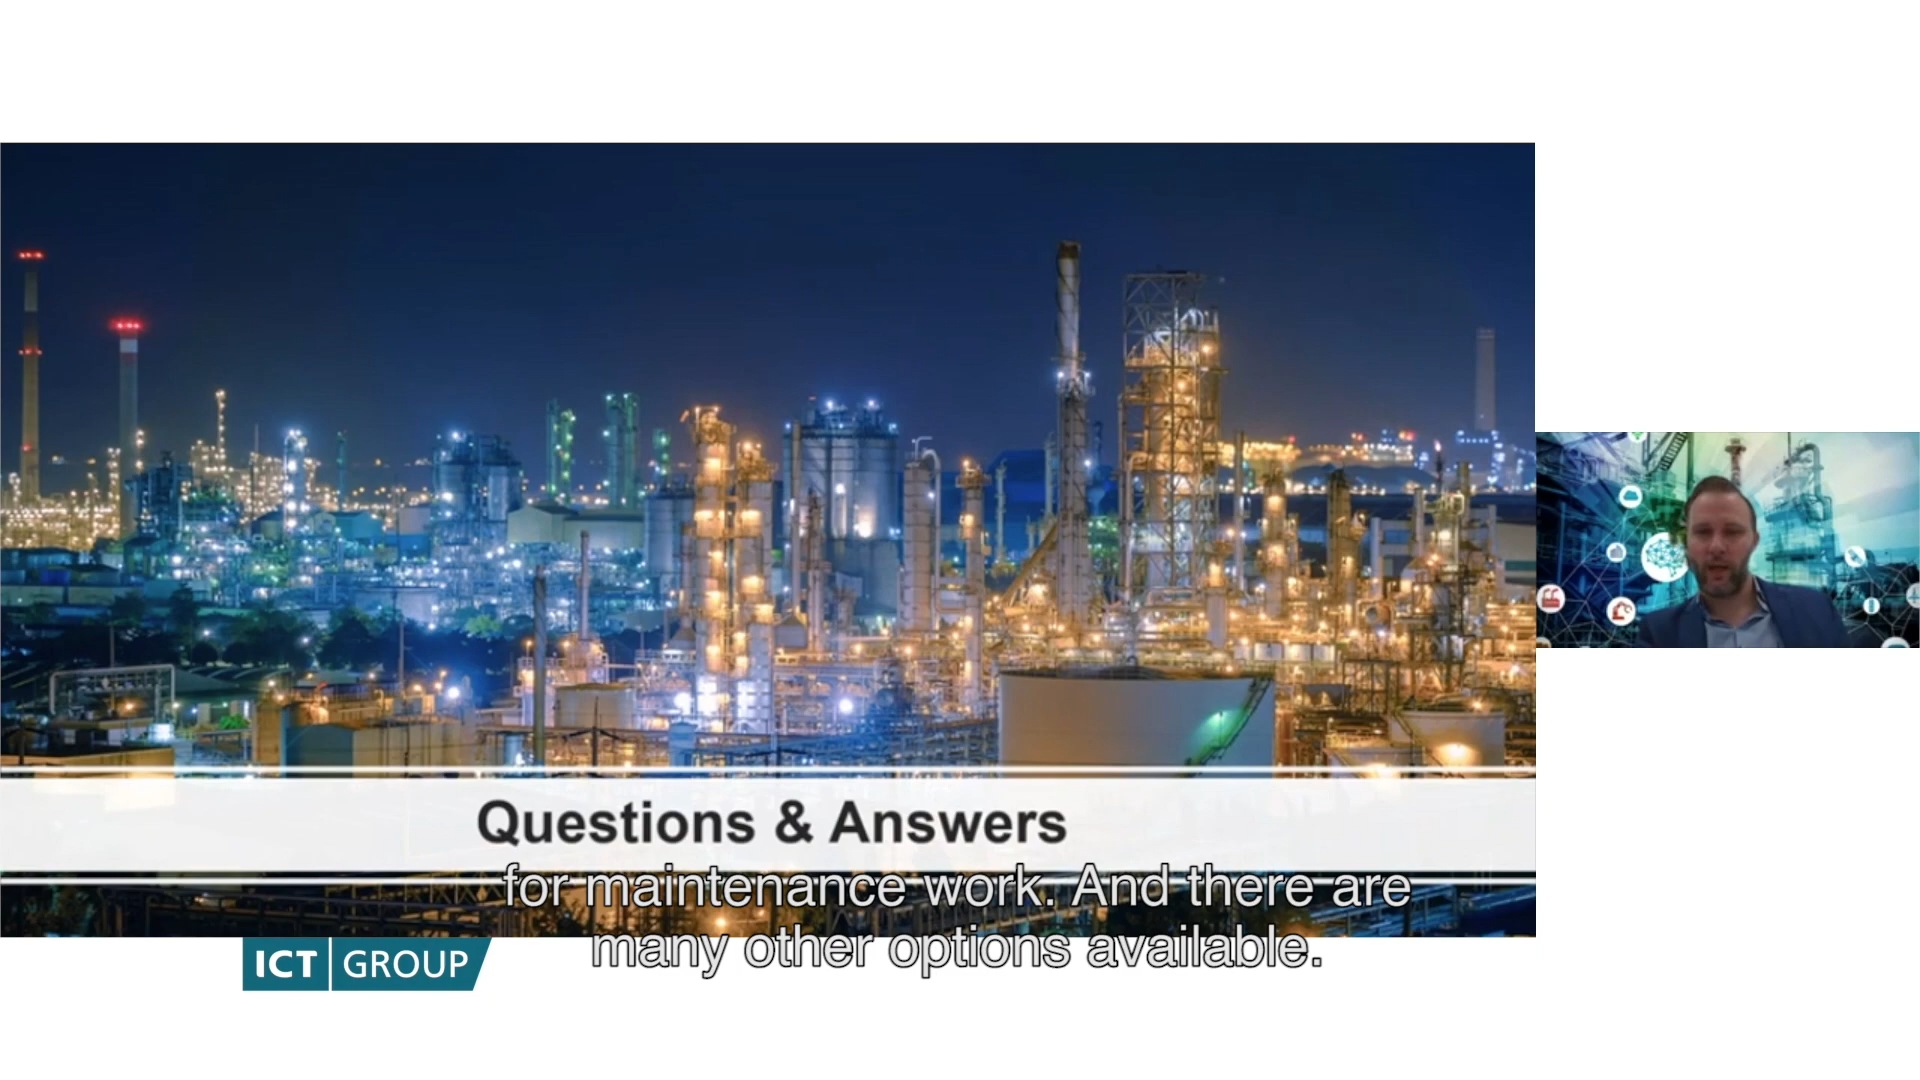 Questions & Answers
for maintenance work. And there are
many other options available.
ICT GROUP